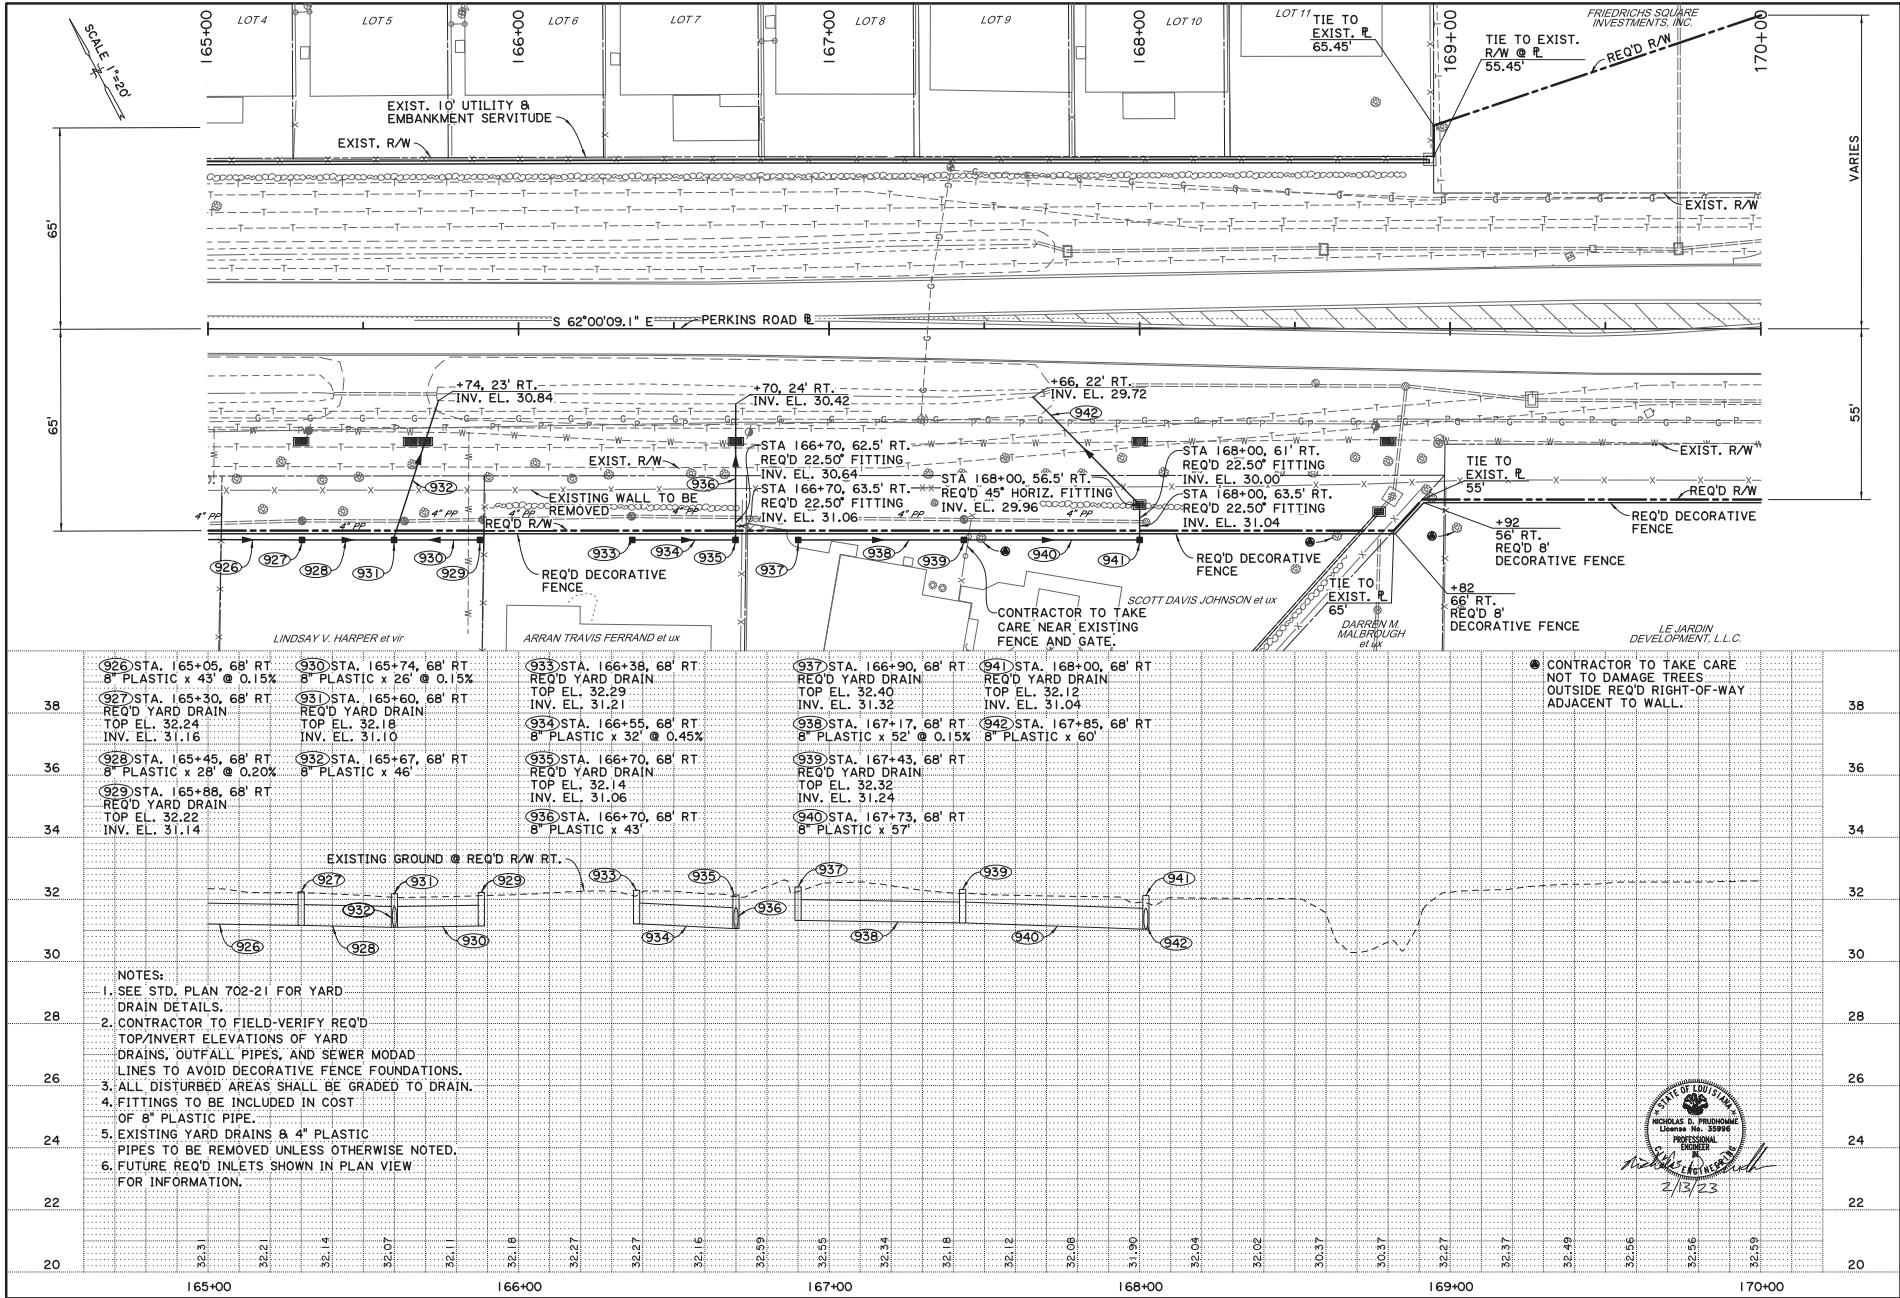 165+00
LOT 4
LOT 5
166+00
LOT 6
LOT 7
167+00
LOT 8
LOT 9
168+00
LOT 10
LOT 11
TIE TO
EXIST. PL
65.45'
169+00
TIE TO EXIST.
R/W @ PL
55.45'
FRIEDRICHS SQUARE
INVESTMENTS, INC.
REQ'D R/W
170+00
SCALE 1"=20'
EXIST. 10' UTILITY &
EMBANKMENT SERVITUDE
EXIST. R/W
EXIST. R/W
VARIES
65'
S 62°00'09.1" E
PERKINS ROAD BL
65'
55'
+74, 23' RT.
INV. EL. 30.84
+70, 24' RT.
INV. EL. 30.42
+66, 22' RT.
INV. EL. 29.72
942
STA 166+70, 62.5' RT.
REQ'D 22.50° FITTING
INV. EL. 30.64
936
STA 166+70, 63.5' RT.
REQ'D 22.50° FITTING
INV. EL. 31.06
STA 168+00, 56.5' RT.
REQ'D 45° HORIZ. FITTING
INV. EL. 29.96
STA 168+00, 61' RT.
REQ'D 22.50° FITTING
INV. EL. 30.00
STA 168+00, 63.5' RT.
REQ'D 22.50° FITTING
INV. EL. 31.04
EXIST. R/W
TIE TO
EXIST. PL
55'
EXIST. R/W
REQ'D R/W
REQ'D DECORATIVE
FENCE
+92
56' RT.
REQ'D 8'
DECORATIVE FENCE
932
EXISTING WALL TO BE
REMOVED
4" PP
4" PP
REQ'D R/W
4" PP
4" PP
4" PP
4" PP
926
927
928
931
930
929
REQ'D DECORATIVE
FENCE
933
934
935
937
938
939
940
941
REQ'D DECORATIVE
FENCE
TIE TO
EXIST. PL
65'
+82
66' RT.
REQ'D 8'
DECORATIVE FENCE
CONTRACTOR TO TAKE
CARE NEAR EXISTING
FENCE AND GATE.
LINDSAY V. HARPER et vir
ARRAN TRAVIS FERRAND et ux
SCOTT DAVIS JOHNSON et ux
DARREN M.
MALBROUGH
et ux
LE JARDIN
DEVELOPMENT, L.L.C.
926 STA. 165+05, 68' RT
8" PLASTIC x 43' @ 0.15%
927 STA. 165+30, 68' RT
REQ'D YARD DRAIN
TOP EL. 32.24
INV. EL. 31.16
928 STA. 165+45, 68' RT
8" PLASTIC x 28' @ 0.20%
929 STA. 165+88, 68' RT
REQ'D YARD DRAIN
TOP EL. 32.22
INV. EL. 31.14
930 STA. 165+74, 68' RT
8" PLASTIC x 26' @ 0.15%
931 STA. 165+60, 68' RT
REQ'D YARD DRAIN
TOP EL. 32.18
INV. EL. 31.10
932 STA. 165+67, 68' RT
8" PLASTIC x 46'
933 STA. 166+38, 68' RT
REQ'D YARD DRAIN
TOP EL. 32.29
INV. EL. 31.21
934 STA. 166+55, 68' RT
8" PLASTIC x 32' @ 0.45%
935 STA. 166+70, 68' RT
REQ'D YARD DRAIN
TOP EL. 32.14
INV. EL. 31.06
936 STA. 166+70, 68' RT
8" PLASTIC x 43'
937 STA. 166+90, 68' RT
REQ'D YARD DRAIN
TOP EL. 32.40
INV. EL. 31.32
938 STA. 167+17, 68' RT
8" PLASTIC x 52' @ 0.15%
939 STA. 167+43, 68' RT
REQ'D YARD DRAIN
TOP EL. 32.32
INV. EL. 31.24
940 STA. 167+73, 68' RT
8" PLASTIC x 57'
941 STA. 168+00, 68' RT
REQ'D YARD DRAIN
TOP EL. 32.12
INV. EL. 31.04
942 STA. 167+85, 68' RT
8" PLASTIC x 60'
CONTRACTOR TO TAKE CARE
NOT TO DAMAGE TREES
OUTSIDE REQ'D RIGHT-OF-WAY
ADJACENT TO WALL.
38
38
36
36
34
34
EXISTING GROUND @ REQ'D R/W RT.
927
931
929
933
935
937
939
941
32
32
932
936
926
928
930
934
938
940
942
30
30
NOTES:
1. SEE STD. PLAN 702-21 FOR YARD
DRAIN DETAILS.
2. CONTRACTOR TO FIELD-VERIFY REQ'D
TOP/INVERT ELEVATIONS OF YARD
DRAINS, OUTFALL PIPES, AND SEWER MODAD
LINES TO AVOID DECORATIVE FENCE FOUNDATIONS.
3. ALL DISTURBED AREAS SHALL BE GRADED TO DRAIN.
4. FITTINGS TO BE INCLUDED IN COST
OF 8" PLASTIC PIPE.
5. EXISTING YARD DRAINS & 4" PLASTIC
PIPES TO BE REMOVED UNLESS OTHERWISE NOTED.
6. FUTURE REQ'D INLETS SHOWN IN PLAN VIEW
FOR INFORMATION.
28
28
26
26
24
24
22
22
20
20
STATE OF LOUISIANA
NICHOLAS D. PRUDHOMME
License No. 35996
PROFESSIONAL
ENGINEER
IN
CIVIL ENGINEERING
2/13/23
32.31
32.21
32.14
32.07
32.11
32.18
32.27
32.27
32.16
32.59
32.55
32.34
32.18
32.12
32.08
31.90
32.04
32.02
30.37
30.37
32.27
32.37
32.49
32.56
32.56
32.59
165+00
166+00
167+00
168+00
169+00
170+00